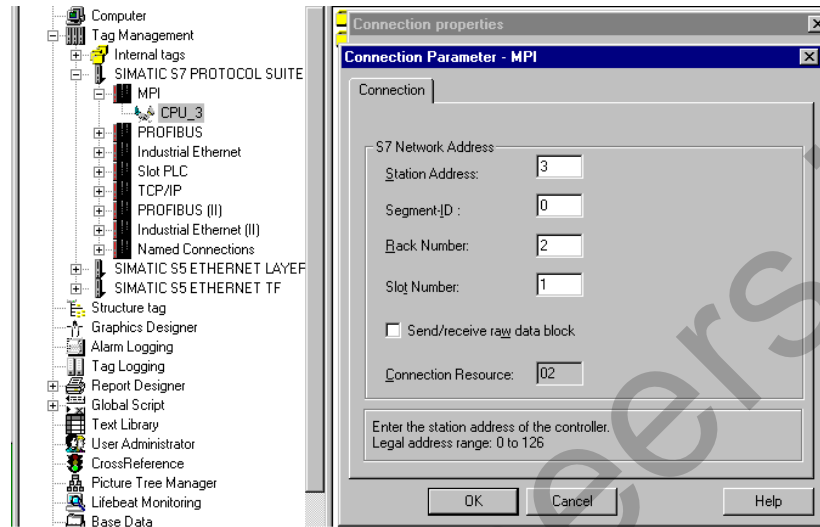 Computer
Tag Management
Internal tags
SIMATIC S7 PROTOCOL SUITE
MPI
CPU_3
PROFIBUS
Industrial Ethernet
Slot PLC
TCP/IP
PROFIBUS (II)
Industrial Ethernet (II)
Named Connections
SIMATIC S5 ETHERNET LAYER
SIMATIC S5 ETHERNET TF
Structure tag
Graphics Designer
Alarm Logging
Tag Logging
Report Designer
Global Script
Text Library
User Administrator
CrossReference
Picture Tree Manager
Lifebeat Monitoring
Base Data
Connection properties
Connection Parameter - MPI
Connection
S7 Network Address
Station Address: 3
Segment-ID : 0
Rack Number: 2
Slot Number: 1
Send/receive raw data block
Connection Resource: 02
Enter the station address of the controller.
Legal address range: 0 to 126
OK Cancel Help
eers